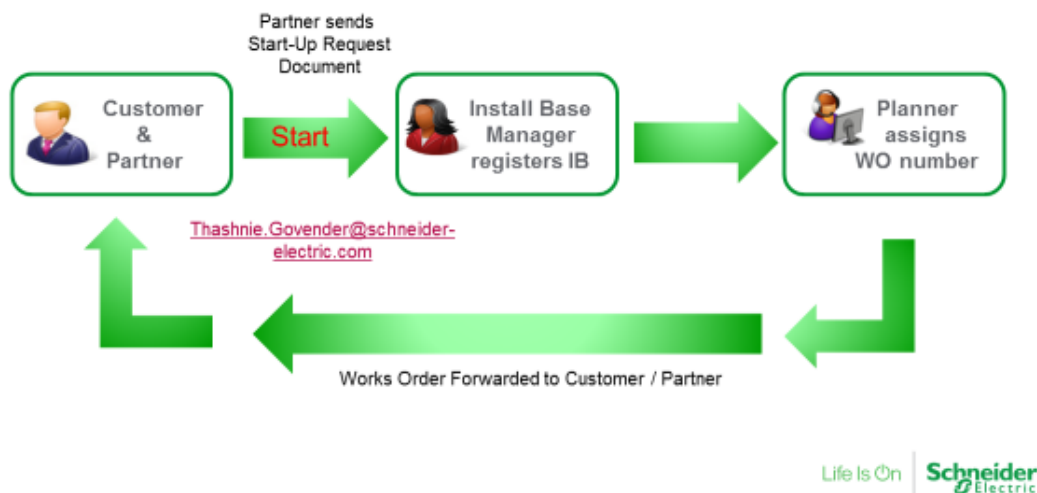 Partner sends
Start-Up Request
Document
Customer
&
Partner
Start
Install Base
Manager
registers IB
Planner
assigns
WO number
Thashnie.Govender@schneider-
electric.com
Works Order Forwarded to Customer / Partner
Life Is On
Schneider
Electric